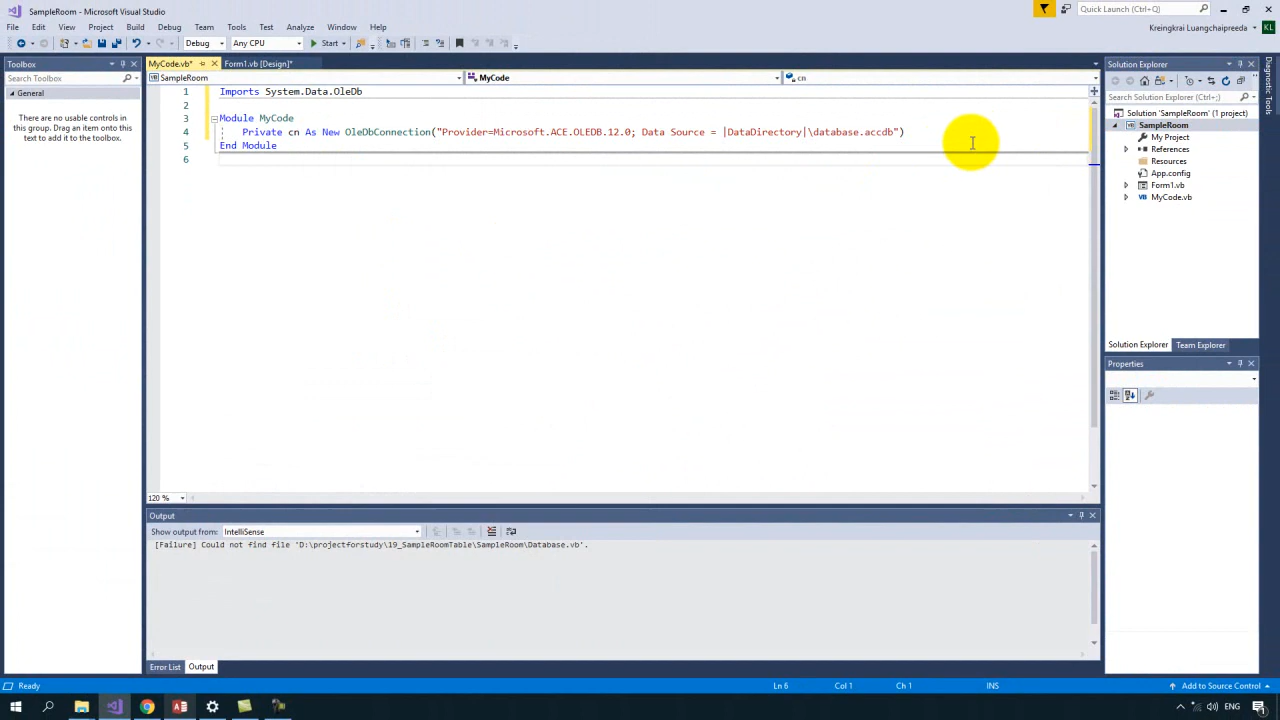 SampleRoom - Microsoft Visual Studio
Quick Launch (Ctrl+Q)
File Edit View Project Build Debug Team Tools Test Analyze Window Help
Kreingkrai Luangchaipreeda KL
Debug Any CPU Start
Toolbox
Search Toolbox
General
There are no usable controls in
this group. Drag an item onto this
text to add it to the toolbox.
MyCode.vb* Form1.vb [Design]*
SampleRoom MyCode cn
1 Imports System.Data.OleDb
2
3 Module MyCode
4 Private cn As New OleDbConnection("Provider=Microsoft.ACE.OLEDB.12.0; Data Source = |DataDirectory|\database.accdb")
5 End Module
6
120 %
Output
Show output from: IntelliSense
[Failure] Could not find file 'D:\projectforstudy\19_SampleRoomTable\SampleRoom\Database.vb'.
Error List Output
Solution Explorer
Search Solution Explorer (Ctrl+;)
Solution 'SampleRoom' (1 project)
SampleRoom
My Project
References
Resources
App.config
Form1.vb
MyCode.vb
Solution Explorer Team Explorer
Properties
Diagnostic Tools
Ready Ln 6 Col 1 Ch 1 INS Add to Source Control
ENG